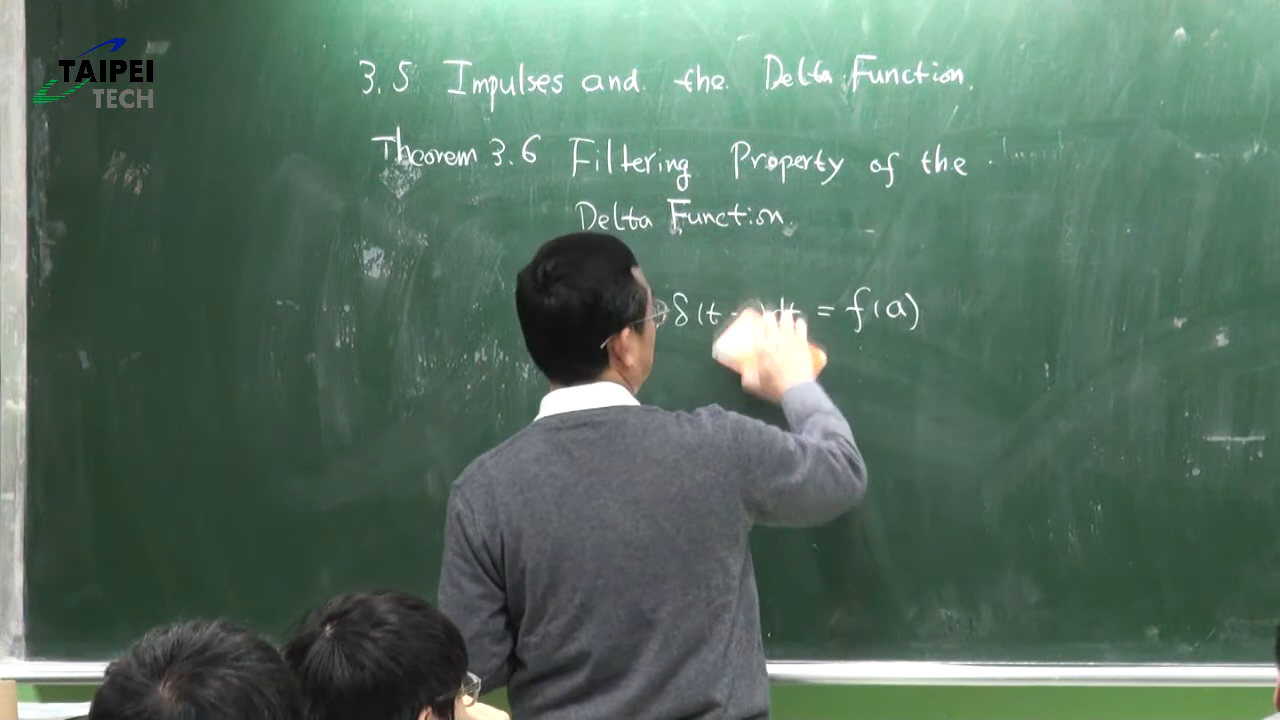 TAIPEI
TECH
3.5 Impulses and the Delta Function.
Theorem 3.6 Filtering Property of the
Delta Function.
δ(t - )dt = f(a)